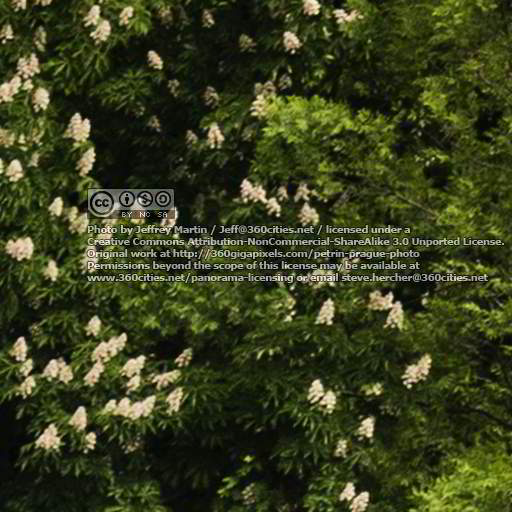 cc
BY NC SA
Photo by Jeffrey Martin / Jeff@360cities.net / licensed under a
Creative Commons Attribution-NonCommercial-ShareAlike 3.0 Unported License.
Original work at http://360gigapixels.com/petrin-prague-photo
Permissions beyond the scope of this license may be available at
www.360cities.net/panorama-licensing or email steve.hercher@360cities.net